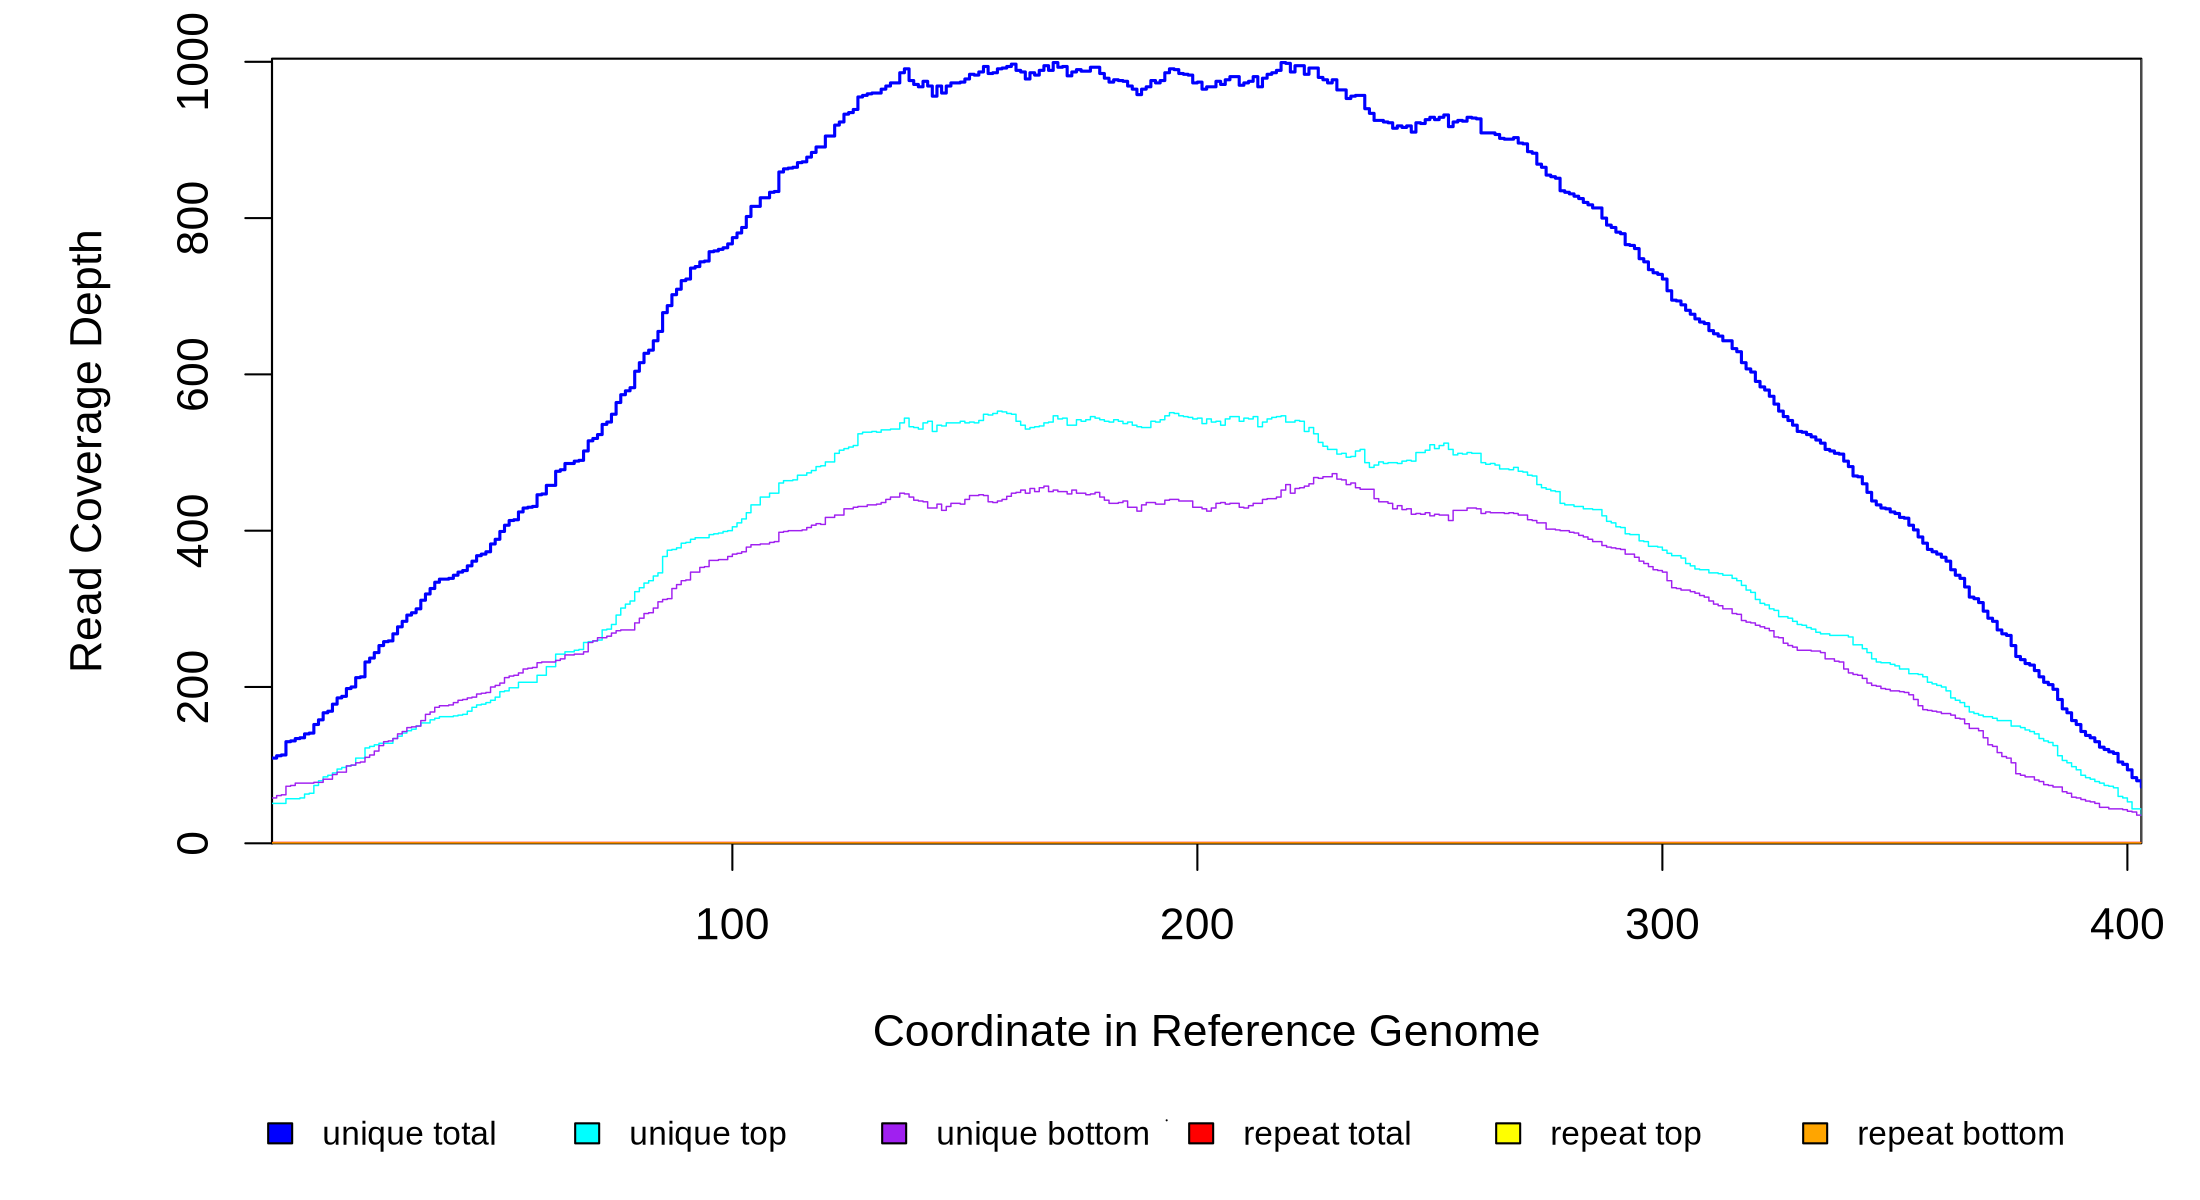 1000
800
600
400
200
0
Read Coverage Depth
100 200 300 400
Coordinate in Reference Genome
unique total unique top unique bottom repeat total repeat top repeat bottom